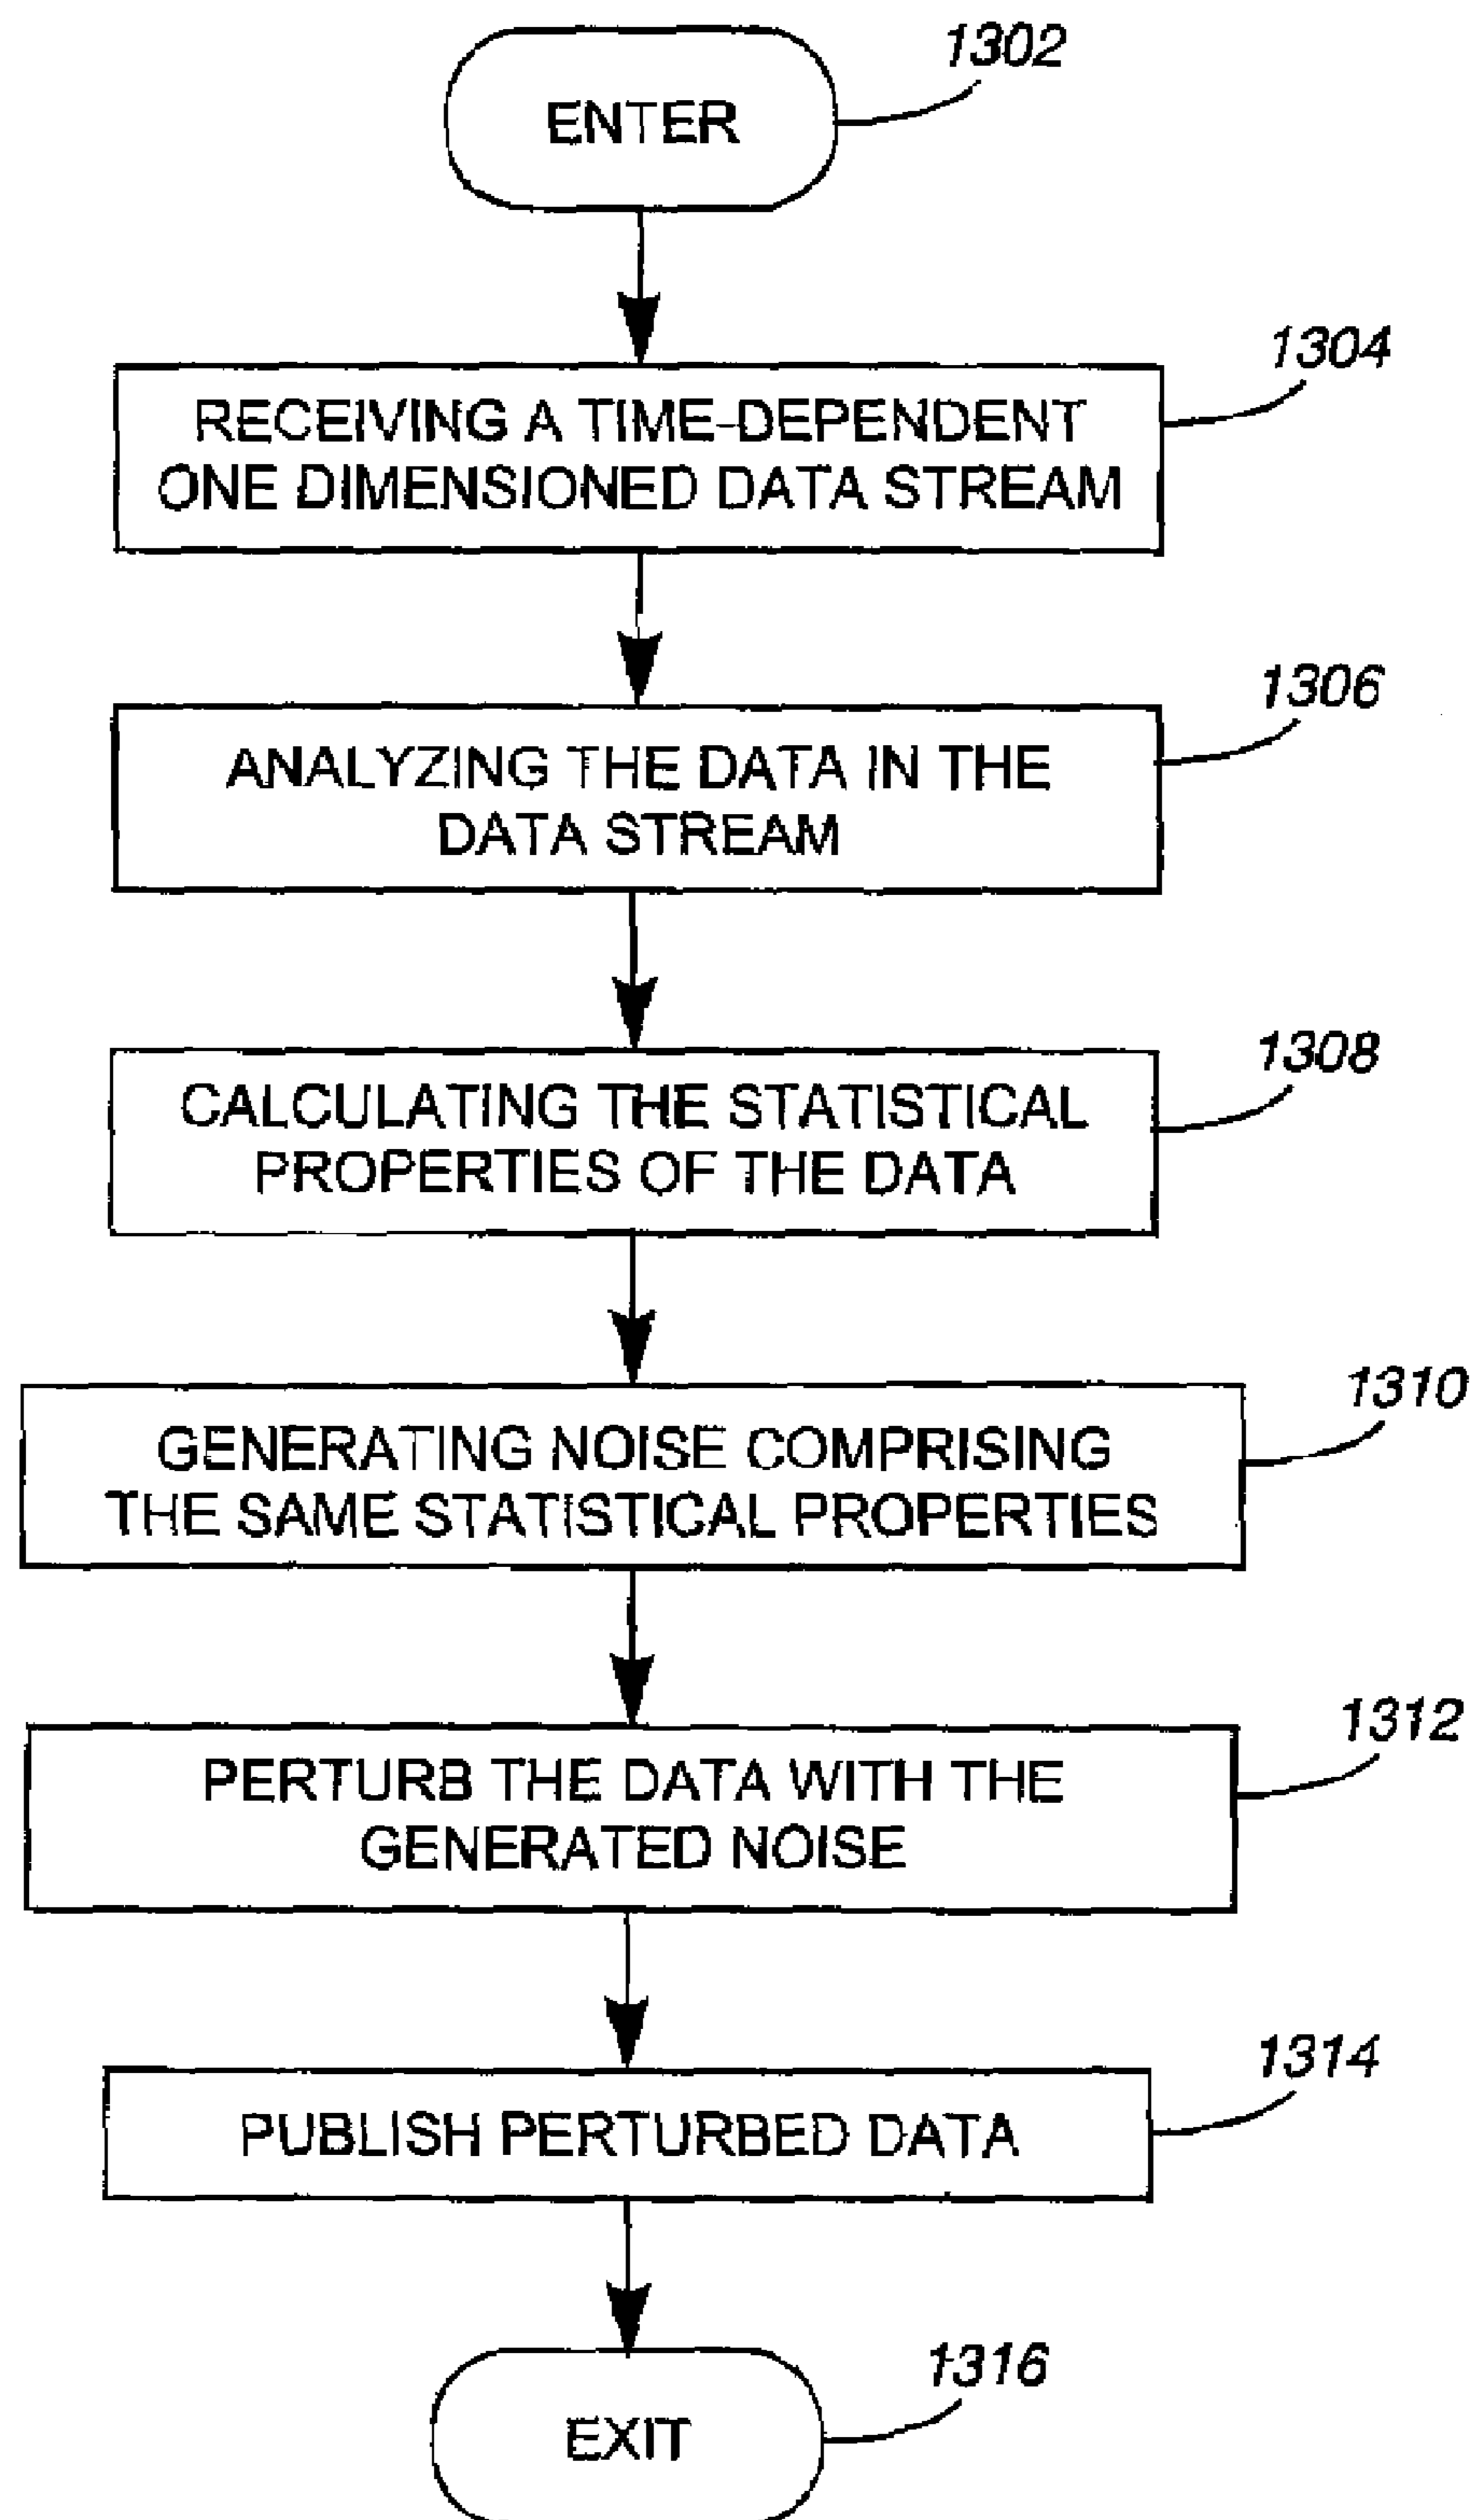 1302
ENTER
1304
RECEIVING A TIME-DEPENDENT
ONE DIMENSIONED DATA STREAM
1306
ANALYZING THE DATA IN THE
DATA STREAM
1308
CALCULATING THE STATISTICAL
PROPERTIES OF THE DATA
1310
GENERATING NOISE COMPRISING
THE SAME STATISTICAL PROPERTIES
1312
PERTURB THE DATA WITH THE
GENERATED NOISE
1314
PUBLISH PERTURBED DATA
1316
EXIT